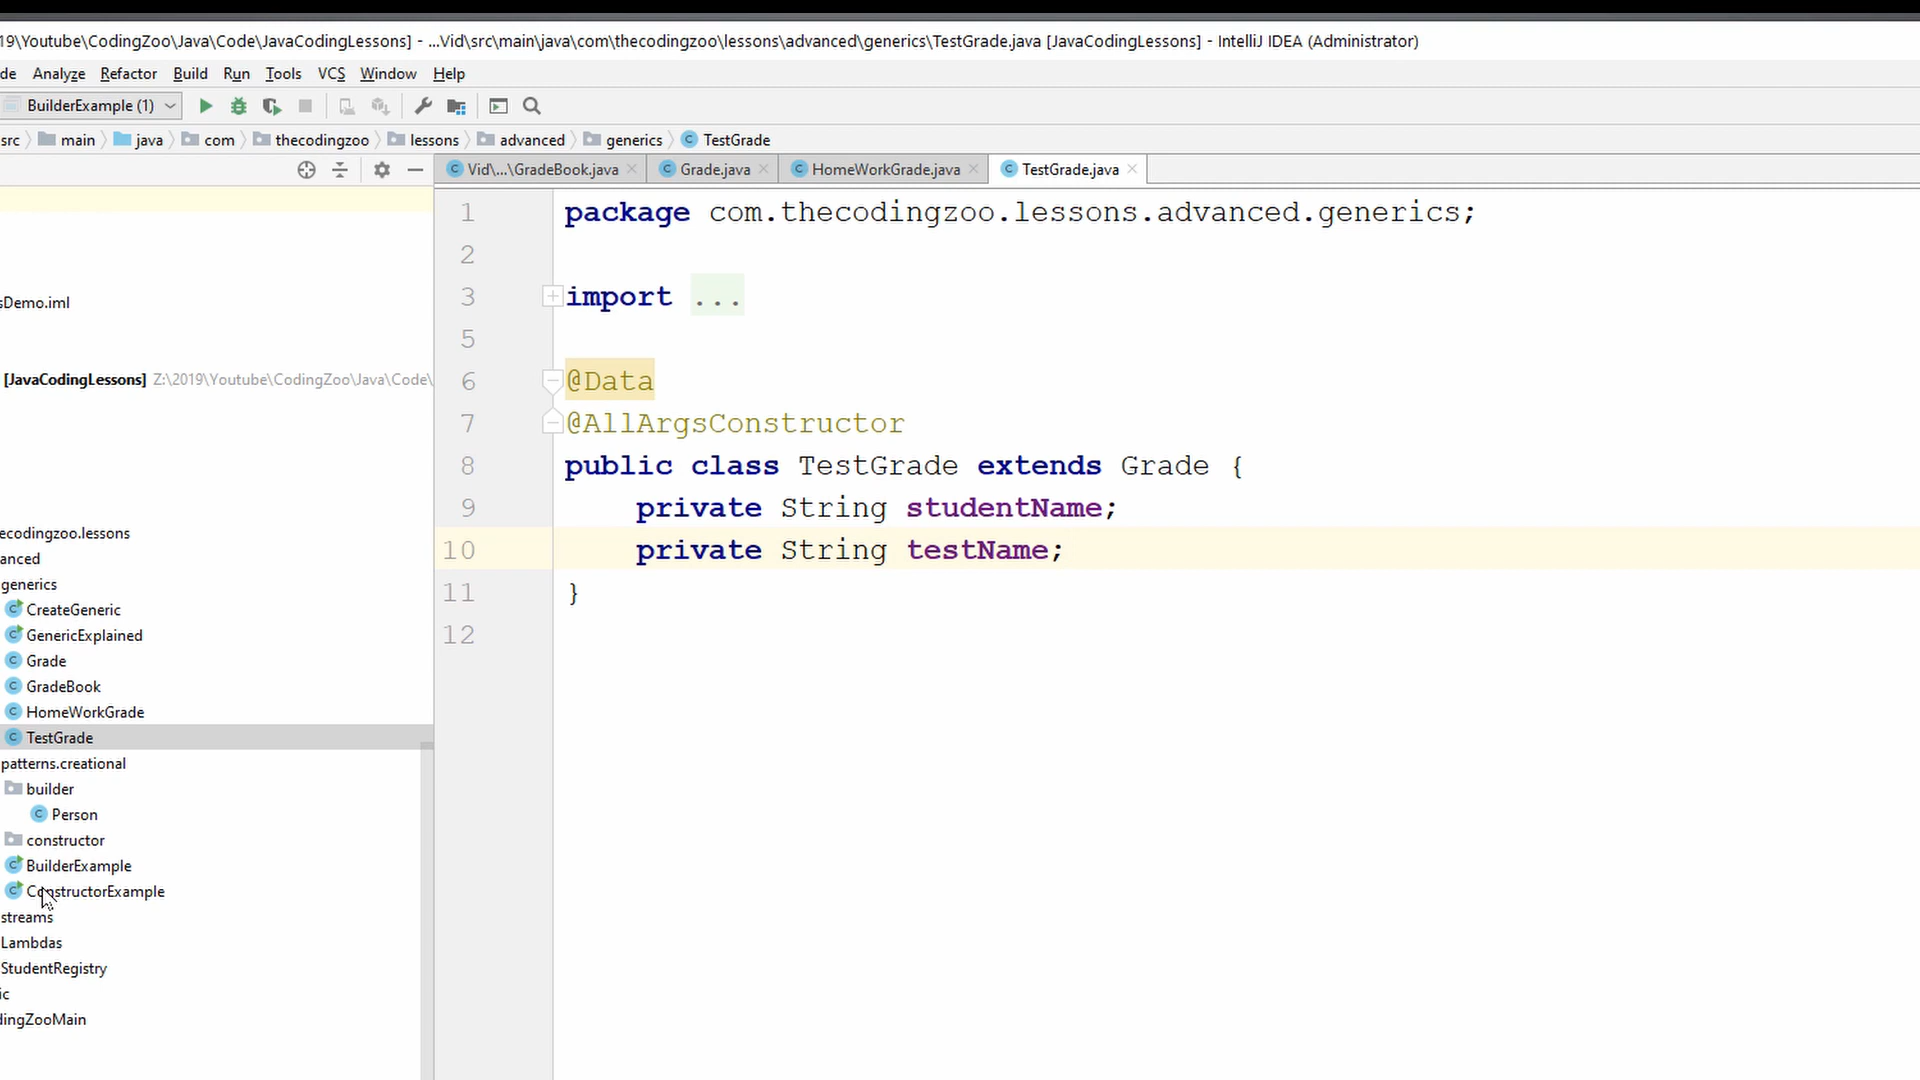 19\Youtube\CodingZoo\Java\Code\JavaCodingLessons] - ...Vid\src\main\java\com\thecodingzoo\lessons\advanced\generics\TestGrade.java [JavaCodingLessons] - IntelliJ IDEA (Administrator)
de Analyze Refactor Build Run Tools VCS Window Help
BuilderExample (1)
src main java com thecodingzoo lessons advanced generics TestGrade
Vid\...\GradeBook.java Grade.java HomeWorkGrade.java TestGrade.java
sDemo.iml
[JavaCodingLessons] Z:\2019\Youtube\CodingZoo\Java\Code\
ecodingzoo.lessons
anced
generics
CreateGeneric
GenericExplained
Grade
GradeBook
HomeWorkGrade
TestGrade
patterns.creational
builder
Person
constructor
BuilderExample
ConstructorExample
streams
Lambdas
StudentRegistry
ic
dingZooMain
1 package com.thecodingzoo.lessons.advanced.generics;
2
3 import ...
5
6 @Data
7 @AllArgsConstructor
8 public class TestGrade extends Grade {
9 private String studentName;
10 private String testName;
11 }
12